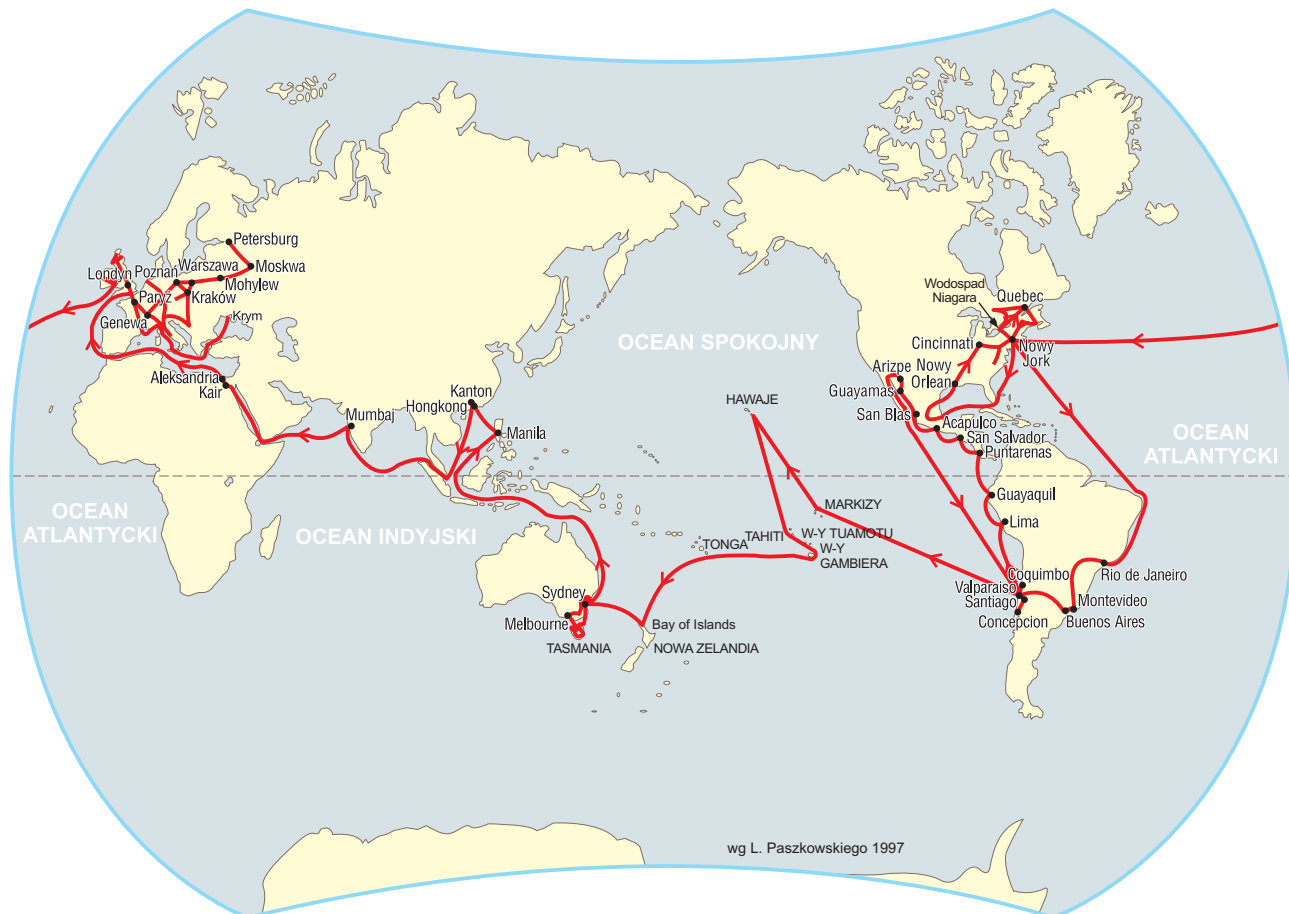 Petersburg
Moskwa
Londyn
Poznań
Warszawa
Mohylew
Paryż
Kraków
Genewa
Krym
Aleksandria
Kair
Mumbaj
Kanton
Hongkong
Manila
OCEAN SPOKOJNY
HAWAJE
Wodospad
Niagara
Quebec
Cincinnati
Nowy
Jork
Arizpe
Nowy
Orlean
Guayamas
San Blas
Acapulco
San Salvador
Puntarenas
OCEAN
ATLANTYCKI
Guayaquil
Lima
OCEAN
ATLANTYCKI
OCEAN INDYJSKI
MARKIZY
TAHITI
W-Y TUAMOTU
TONGA
W-Y
GAMBIERA
Coquimbo
Rio de Janeiro
Valparaiso
Santiago
Montevideo
Concepcion
Buenos Aires
Sydney
Melbourne
Bay of Islands
TASMANIA
NOWA ZELANDIA
wg L. Paszkowskiego 1997